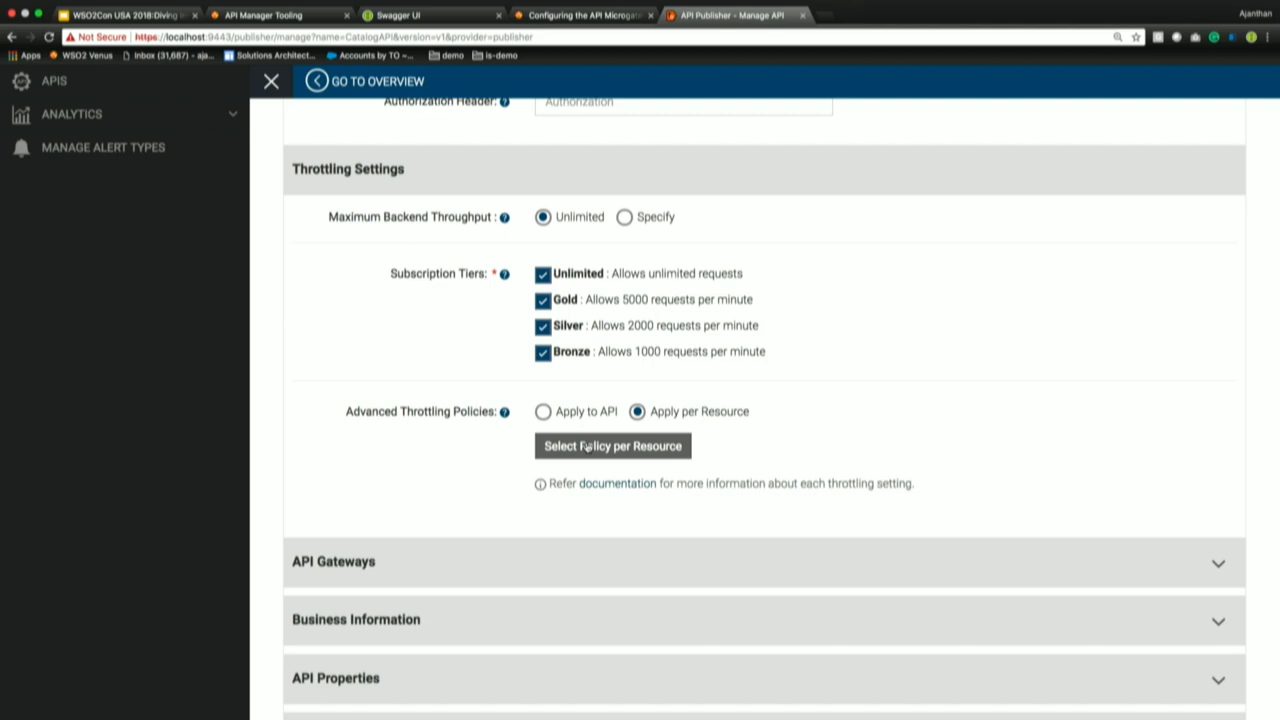 WSO2Con USA 2018:Diving
API Manager Tooling
Swagger UI
Configuring the API Microgate
API Publisher - Manage API
Ajanthan
Not Secure https://localhost:9443/publisher/manage?name=CatalogAPI&version=v1&provider=publisher
Apps
WSO2 Venus
Inbox (31,687) - aja...
Solutions Architect...
Accounts by TO –...
demo
is-demo
APIS
GO TO OVERVIEW
ANALYTICS
MANAGE ALERT TYPES
Authorization Header:
Authorization
Throttling Settings
Maximum Backend Throughput :
Unlimited
Specify
Subscription Tiers: *
Unlimited : Allows unlimited requests
Gold : Allows 5000 requests per minute
Silver : Allows 2000 requests per minute
Bronze : Allows 1000 requests per minute
Advanced Throttling Policies:
Apply to API
Apply per Resource
Select Policy per Resource
Refer documentation for more information about each throttling setting.
API Gateways
Business Information
API Properties